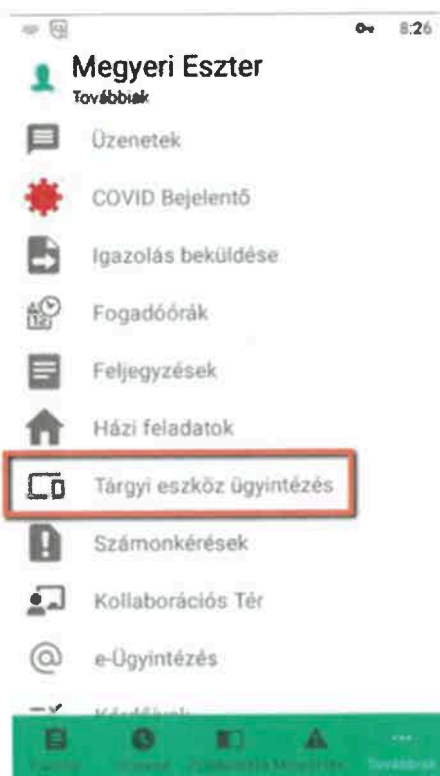 8:26
Megyeri Eszter
Továbbiak
Üzenetek
COVID Bejelentő
Igazolás beküldése
Fogadóórák
Feljegyzések
Házi feladatok
Tárgyi eszköz ügyintézés
Számonkérések
Kollaborációs Tér
e-Ügyintézés
Továbbiak